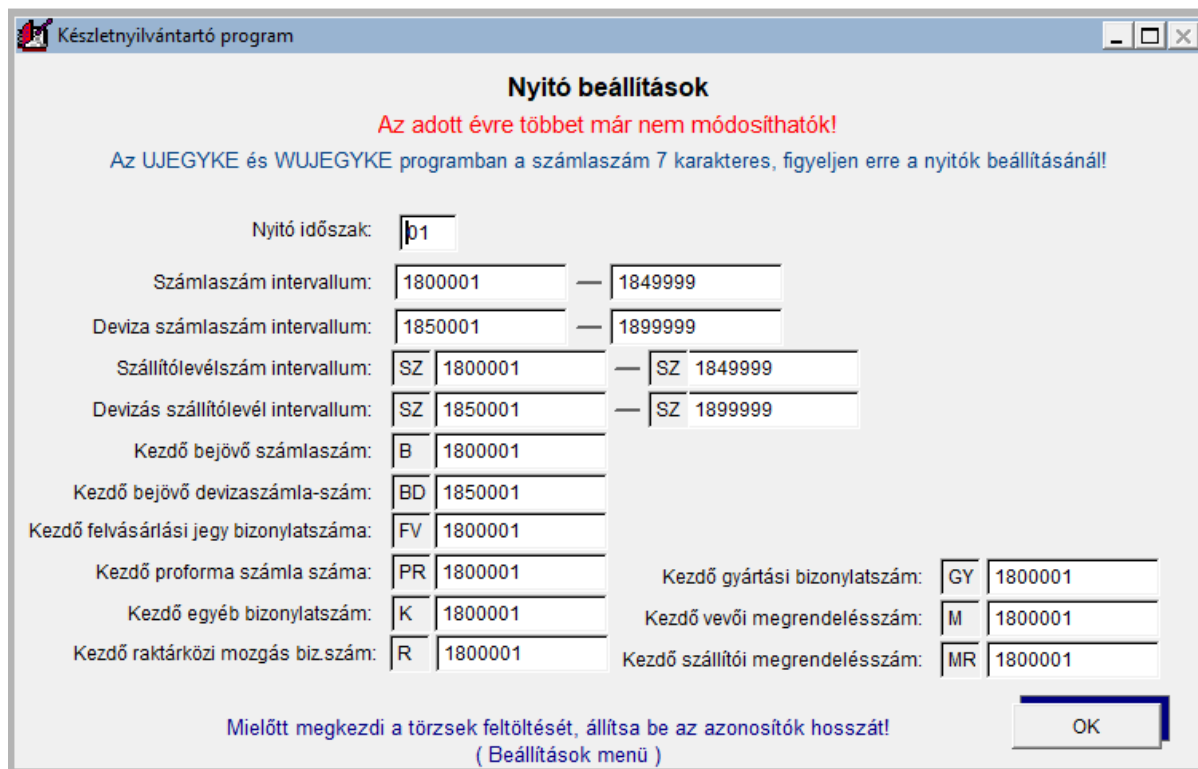 Készletnyilvántartó program
Nyitó beállítások
Az adott évre többet már nem módosíthatók!
Az UJEGYKE és WUJEGYKE programban a számlaszám 7 karakteres, figyeljen erre a nyitók beállításánál!
Nyitó időszak: 01
Számlaszám intervallum: 1800001 — 1849999
Deviza számlaszám intervallum: 1850001 — 1899999
Szállítólevélszám intervallum: SZ 1800001 — SZ 1849999
Devizás szállítólevél intervallum: SZ 1850001 — SZ 1899999
Kezdő bejövő számlaszám: B 1800001
Kezdő bejövő devizaszámla-szám: BD 1850001
Kezdő felvásárlási jegy bizonylatszáma: FV 1800001
Kezdő proforma számla száma: PR 1800001 Kezdő gyártási bizonylatszám: GY 1800001
Kezdő egyéb bizonylatszám: K 1800001 Kezdő vevői megrendelésszám: M 1800001
Kezdő raktárközi mozgás biz.szám: R 1800001 Kezdő szállítói megrendelésszám: MR 1800001
Mielőtt megkezdi a törzsek feltöltését, állítsa be az azonosítók hosszát!
( Beállítások menü )
OK